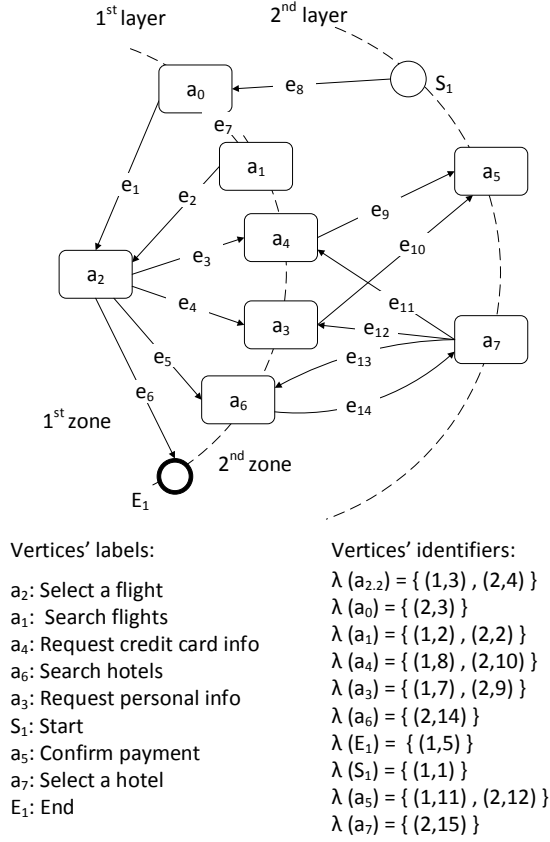 1st layer
2nd layer
a0
e8
S1
e7
a1
a5
e1
e2
e9
a4
e10
a2
e3
e4
e11
a3
e12
a7
e5
e13
e6
a6
e14
1st zone
2nd zone
E1
Vertices' labels:
a2: Select a flight
a1: Search flights
a4: Request credit card info
a6: Search hotels
a3: Request personal info
S1: Start
a5: Confirm payment
a7: Select a hotel
E1: End
Vertices' identifiers:
λ (a2.2) = { (1,3) , (2,4) }
λ (a0) = { (2,3) }
λ (a1) = { (1,2) , (2,2) }
λ (a4) = { (1,8) , (2,10) }
λ (a3) = { (1,7) , (2,9) }
λ (a6) = { (2,14) }
λ (E1) = { (1,5) }
λ (S1) = { (1,1) }
λ (a5) = { (1,11) , (2,12) }
λ (a7) = { (2,15) }